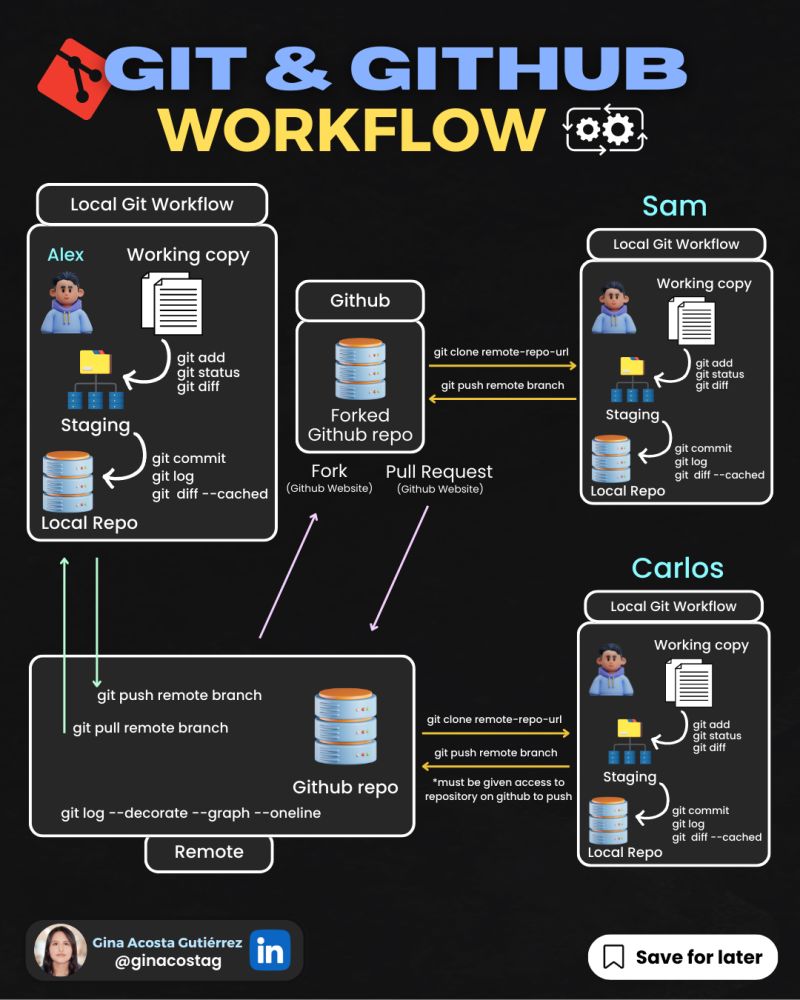 GIT & GITHUB
WORKFLOW
Local Git Workflow
Alex
Working copy
git add
git status
git diff
Staging
git commit
git log
git diff --cached
Local Repo
Github
Forked
Github repo
Fork
(Github Website)
Pull Request
(Github Website)
git clone remote-repo-url
git push remote branch
Sam
Local Git Workflow
Working copy
git add
git status
git diff
Staging
git commit
git log
git diff --cached
Local Repo
git push remote branch
git pull remote branch
Github repo
git log --decorate --graph --oneline
Remote
git clone remote-repo-url
git push remote branch
*must be given access to
repository on github to push
Carlos
Local Git Workflow
Working copy
git add
git status
git diff
Staging
git commit
git log
git diff --cached
Local Repo
Gina Acosta Gutiérrez
@ginacostag
in
Save for later